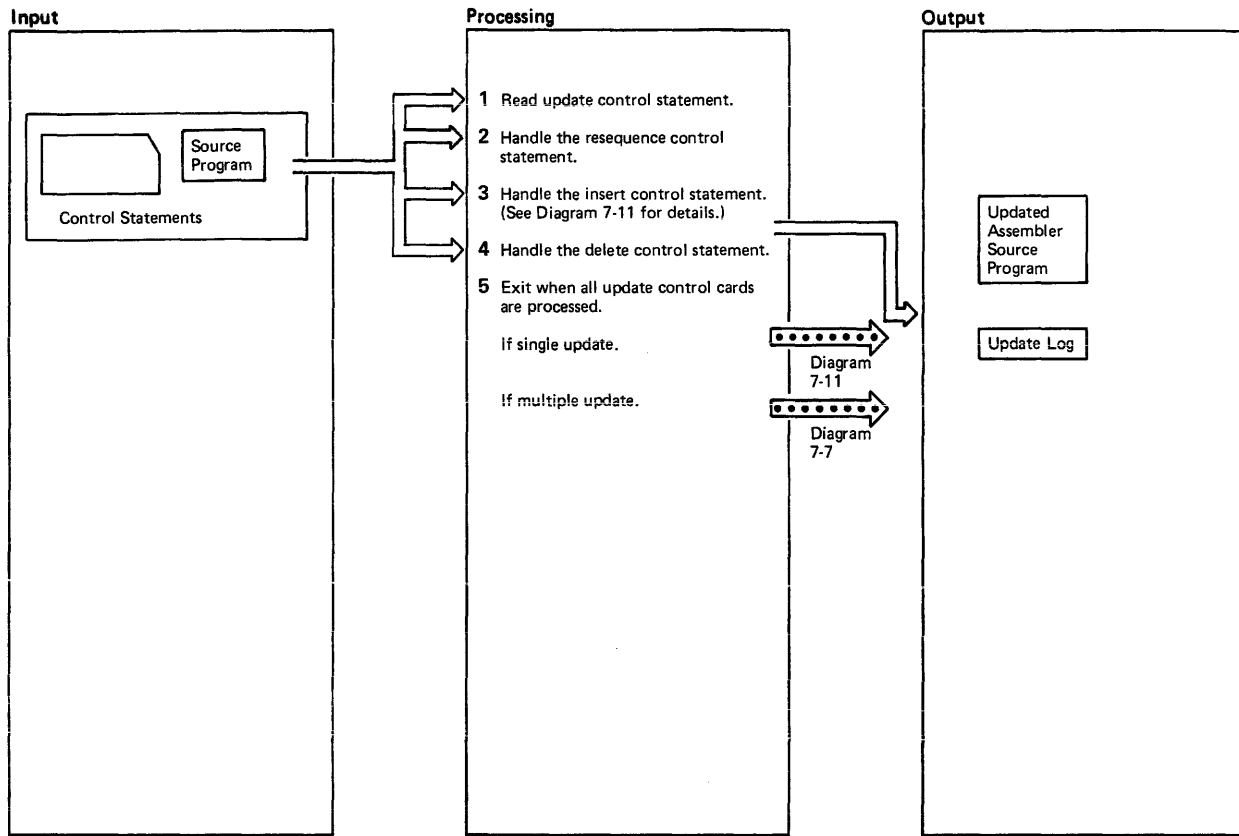 Input
Processing
Output
Source
Program
Control Statements
1 Read update control statement.
2 Handle the resequence control
statement.
3 Handle the insert control statement.
(See Diagram 7-11 for details.)
4 Handle the delete control statement.
5 Exit when all update control cards
are processed.
If single update.
Diagram
7-11
If multiple update.
Diagram
7-7
Updated
Assembler
Source
Program
Update Log